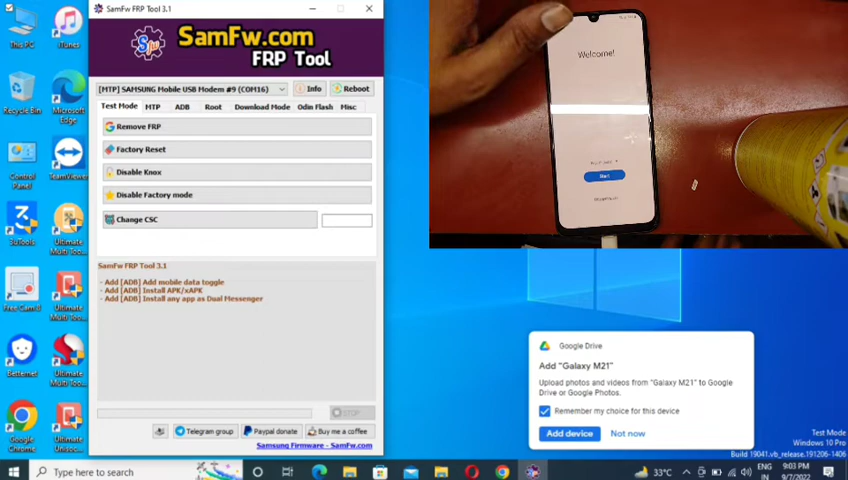 This PC
iTunes
Recycle Bin
Microsoft
Edge
Control
Panel
TeamViewer
3uTools
Ultimate
Multi Too...
Free Cam 8
Ultimate
Multi Too...
Betternet
Ultimate
Multi Too...
Google
Chrome
Ultimate
Unisoc...
SamFw FRP Tool 3.1
SamFw.com
FRP Tool
[MTP] SAMSUNG Mobile USB Modem #9 (COM16)
Info
Reboot
Test Mode MTP ADB Root Download Mode Odin Flash Misc
Remove FRP
Factory Reset
Disable Knox
Disable Factory mode
Change CSC
SamFw FRP Tool 3.1
- Add [ADB] Add mobile data toggle
- Add [ADB] Install APK/xAPK
- Add [ADB] Install any app as Dual Messenger
STOP
Telegram group
Paypal donate
Buy me a coffee
Samsung Firmware - SamFw.com
Welcome!
Start
Google Drive
Add "Galaxy M21"
Upload photos and videos from "Galaxy M21" to Google
Drive or Google Photos.
Remember my choice for this device
Add device
Not now
Test Mode
Windows 10 Pro
Build 19041.vb_release.191206-1406
Type here to search
33°C
ENG
IN
9:03 PM
9/7/2022